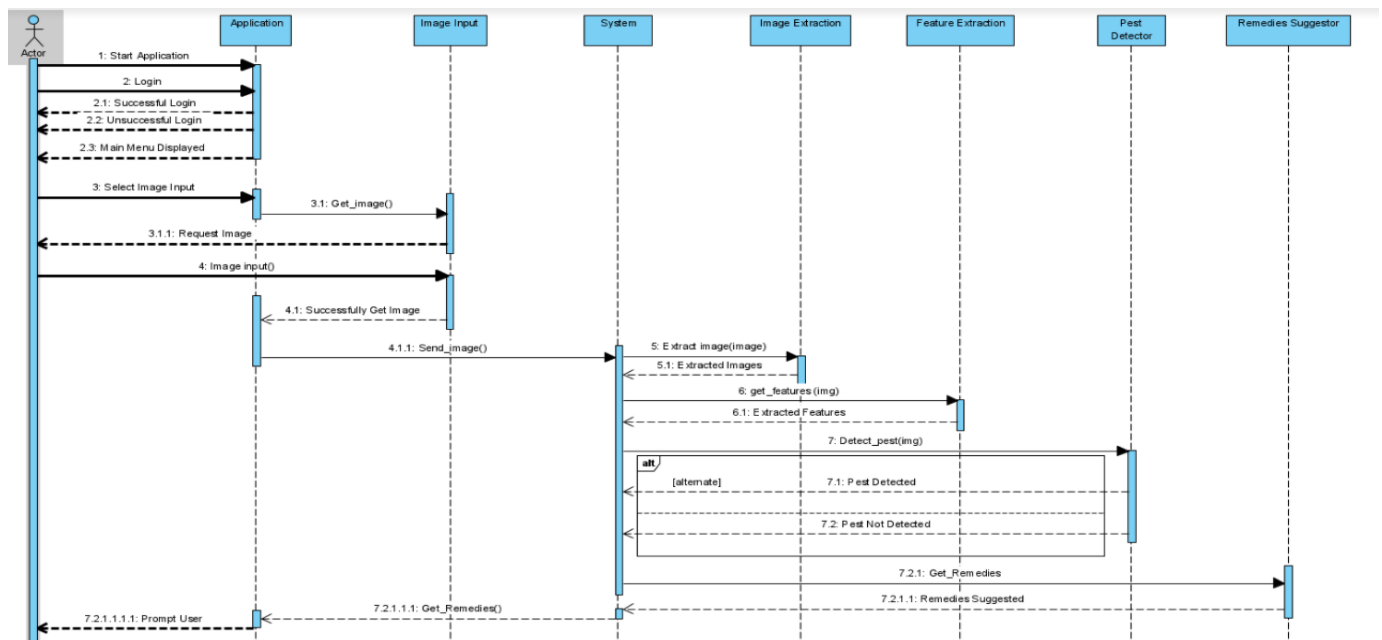 Application
Image Input
System
Image Extraction
Feature Extraction
Pest
Detector
Remedies Suggestor
Actor
1: Start Application
2: Login
2.1: Successful Login
2.2: Unsuccessful Login
2.3: Main Menu Displayed
3: Select Image Input
3.1: Get_image()
3.1.1: Request Image
4: Image input()
4.1: Successfully Get Image
4.1.1: Send_image()
5: Extract image(image)
5.1: Extracted Images
6: get_features(img)
6.1: Extracted Features
7: Detect_pest(img)
alt
[alternate]
7.1: Pest Detected
7.2: Pest Not Detected
7.2.1: Get_Remedies
7.2.1.1: Remedies Suggested
7.2.1.1.1: Get_Remedies()
7.2.1.1.1.1: Prompt User